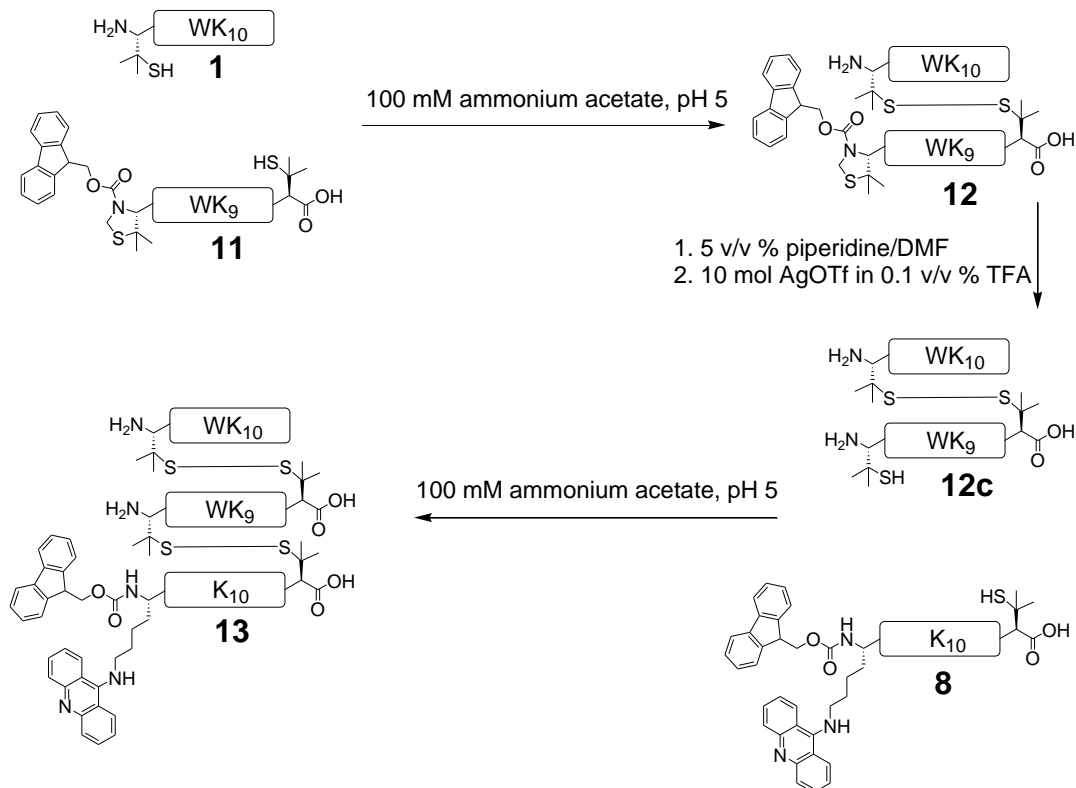 H₂N
WK₁₀
SH
1
100 mM ammonium acetate, pH 5
H₂N
WK₁₀
S
S
O
O
N
WK₉
OH
O
S
12
HS
O
O
N
WK₉
OH
O
S
11
1. 5 v/v % piperidine/DMF
2. 10 mol AgOTf in 0.1 v/v % TFA
H₂N
WK₁₀
S
S
H₂N
WK₉
OH
O
SH
12c
H₂N
WK₁₀
S
S
H₂N
WK₉
OH
O
S
S
O
O
H
N
K₁₀
OH
O
13
NH
N
100 mM ammonium acetate, pH 5
HS
O
O
H
N
K₁₀
OH
O
8
NH
N